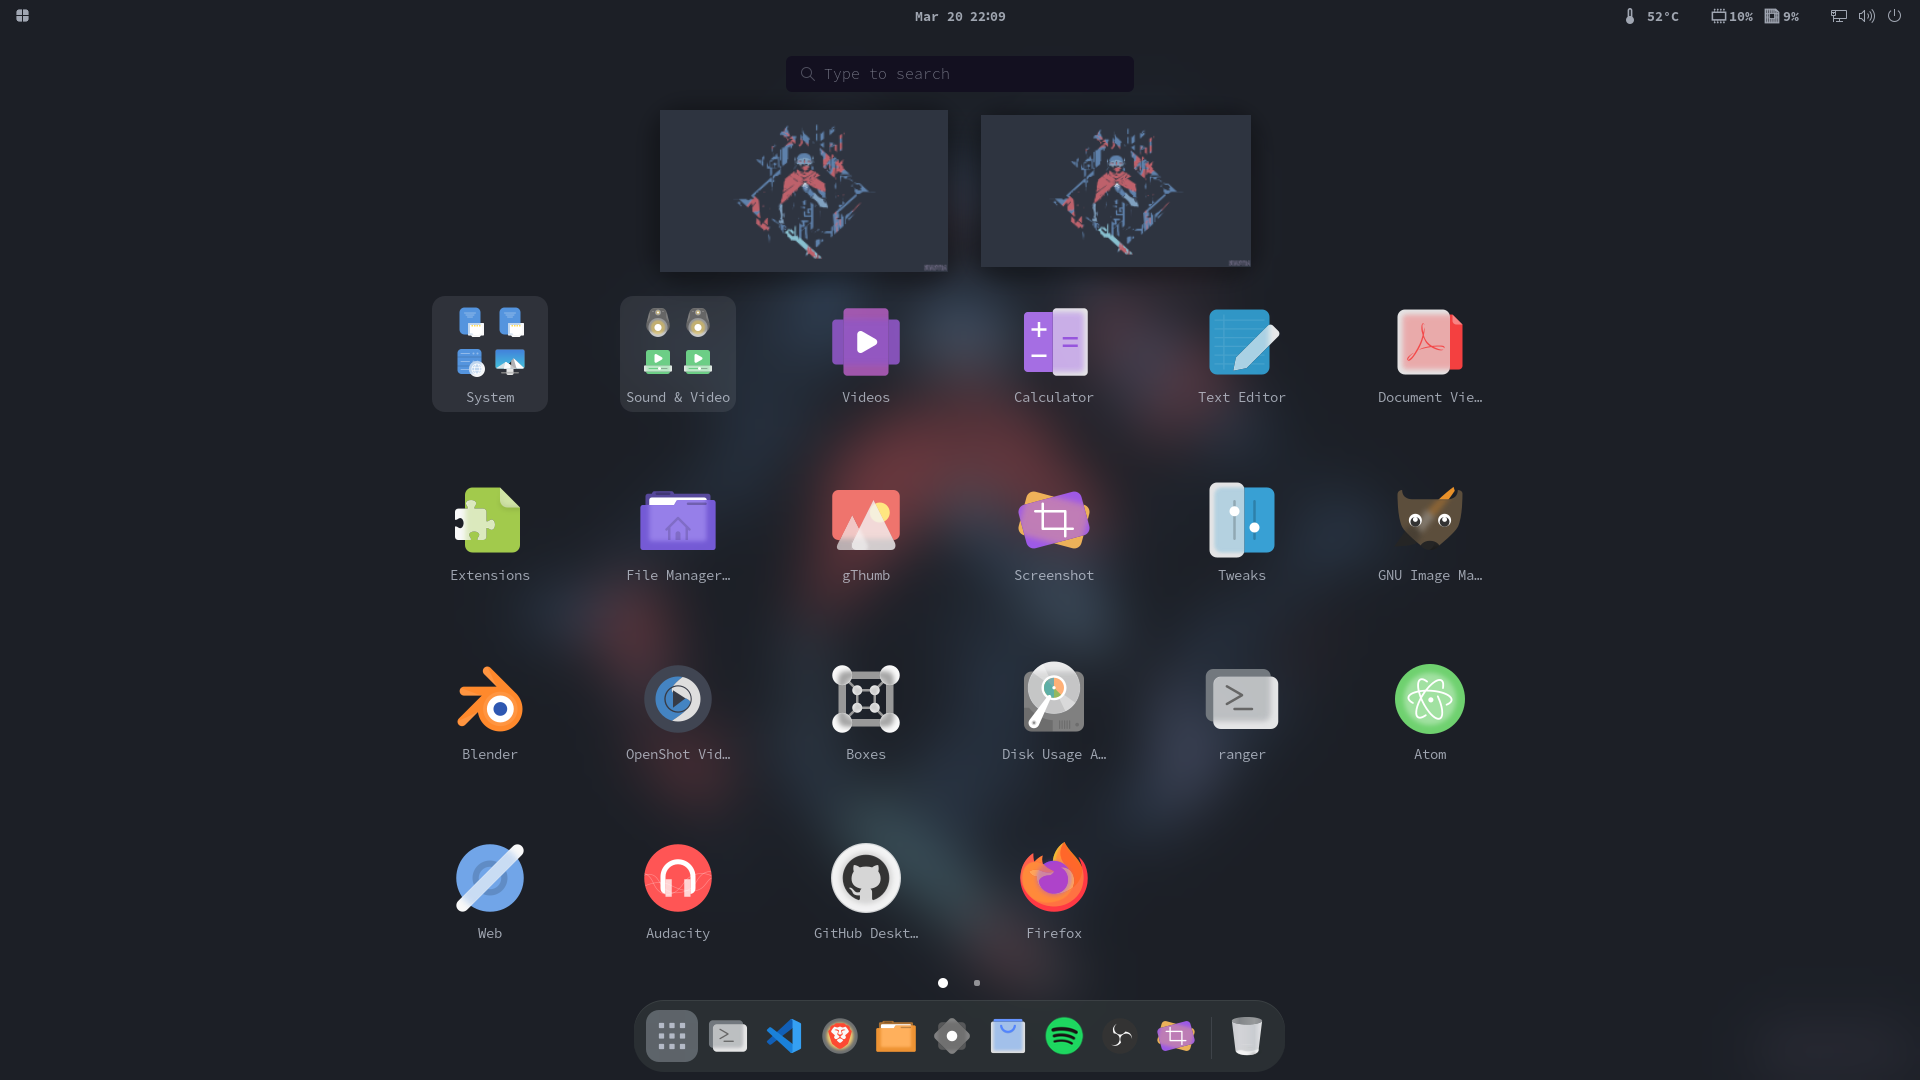 Mar 20 22:09
52°C
10%
9%
Type to search
System
Sound & Video
Videos
Calculator
Text Editor
Document Vie…
Extensions
File Manager…
gThumb
Screenshot
Tweaks
GNU Image Ma…
Blender
OpenShot Vid…
Boxes
Disk Usage A…
ranger
Atom
Web
Audacity
GitHub Deskt…
Firefox